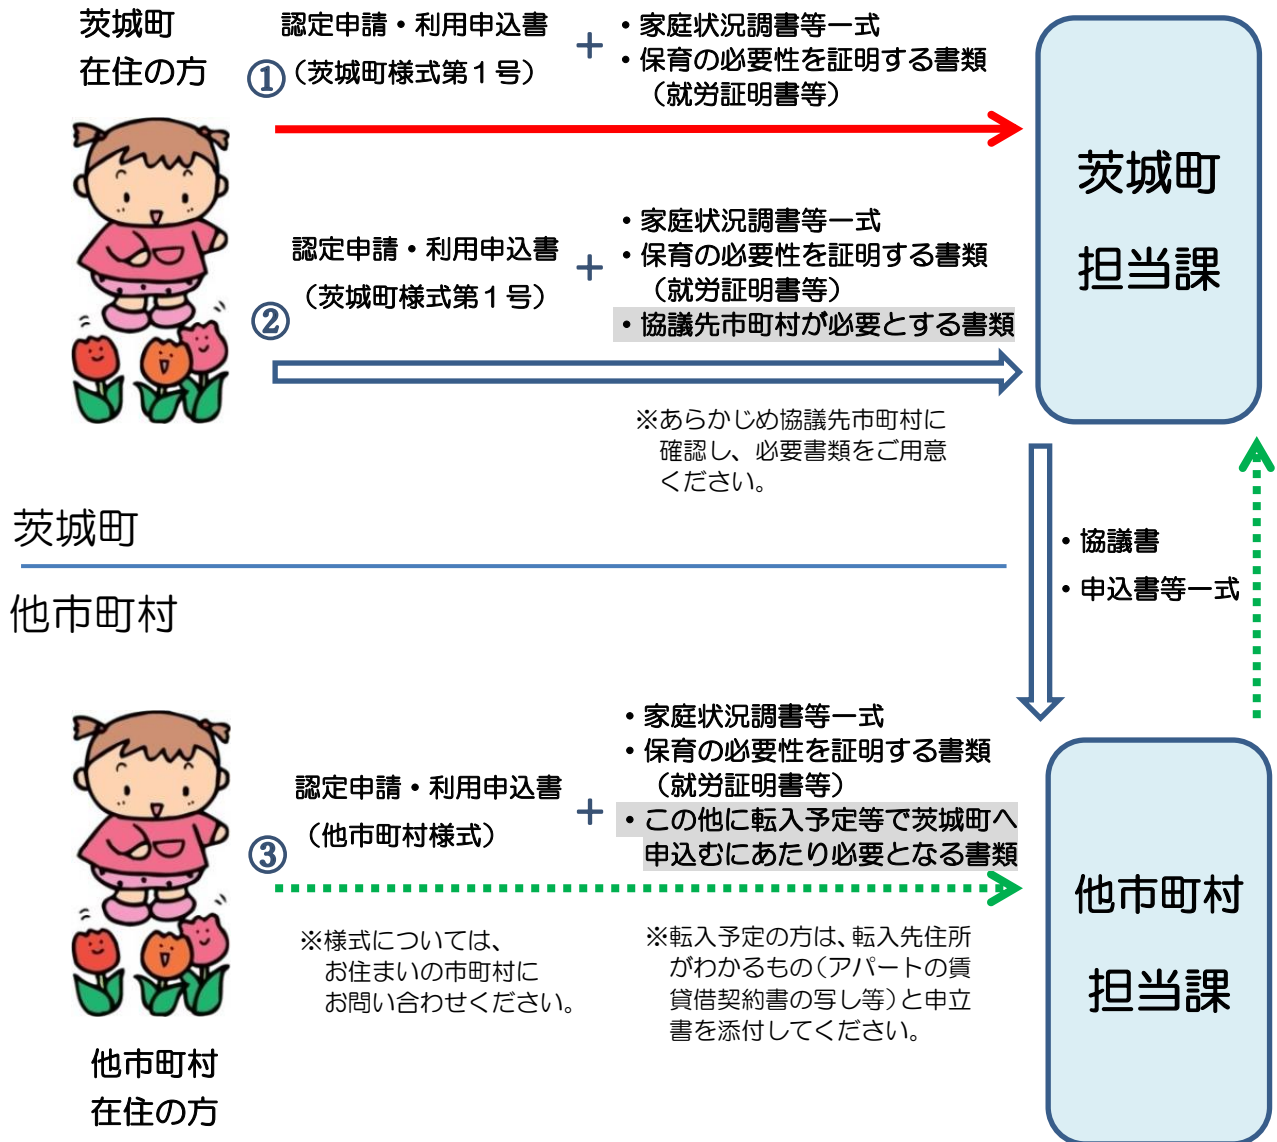 茨城町
在住の方
①
認定申請・利用申込書
(茨城町様式第1号)
＋
・家庭状況調書等一式
・保育の必要性を証明する書類
(就労証明書等)
茨城町
担当課
②
認定申請・利用申込書
(茨城町様式第1号)
＋
・家庭状況調書等一式
・保育の必要性を証明する書類
(就労証明書等)
・協議先市町村が必要とする書類
※あらかじめ協議先市町村に
確認し、必要書類をご用意
ください。
茨城町
・協議書
・申込書等一式
他市町村
③
認定申請・利用申込書
(他市町村様式)
＋
・家庭状況調書等一式
・保育の必要性を証明する書類
(就労証明書等)
・この他に転入予定等で茨城町へ
申込むにあたり必要となる書類
※様式については、
お住まいの市町村に
お問い合わせください。
※転入予定の方は、転入先住所
がわかるもの(アパートの賃
貸借契約書の写し等)と申立
書を添付してください。
他市町村
担当課
他市町村
在住の方